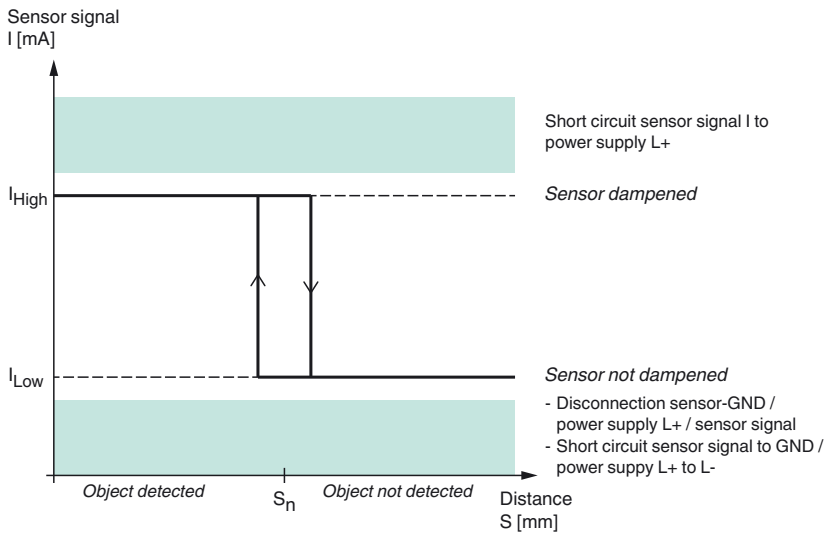 Sensor signal
I [mA]
Short circuit sensor signal I to
power supply L+
IHigh
Sensor dampened
ILow
Sensor not dampened
- Disconnection sensor-GND /
power supply L+ / sensor signal
- Short circuit sensor signal to GND /
power suppy L+ to L-
Object detected
Sn
Object not detected
Distance
S [mm]